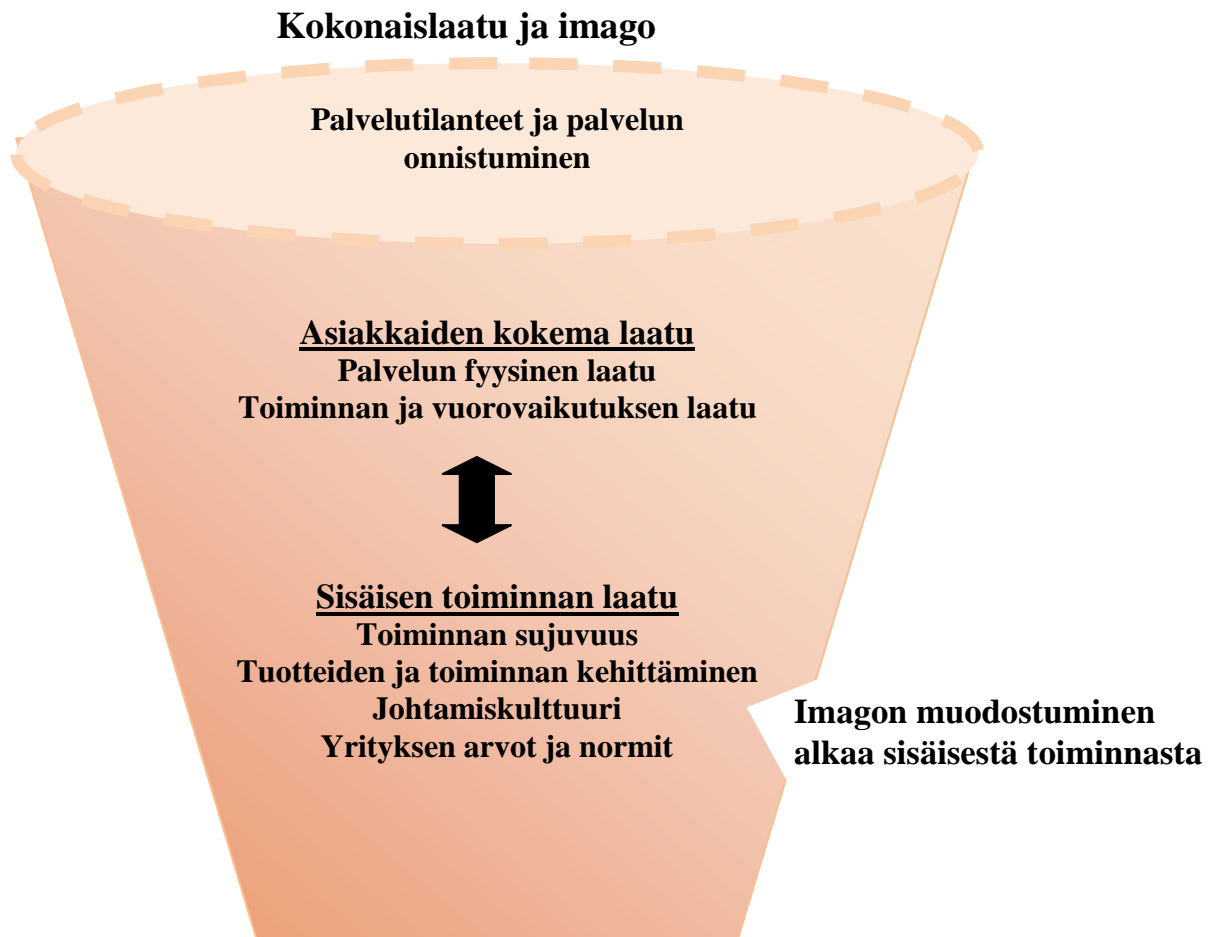 Kokonaislaatu ja imago
Palvelutilanteet ja palvelun
onnistuminen
Asiakkaiden kokema laatu
Palvelun fyysinen laatu
Toiminnan ja vuorovaikutuksen laatu
Sisäisen toiminnan laatu
Toiminnan sujuvuus
Tuotteiden ja toiminnan kehittäminen
Johtamiskulttuuri
Yrityksen arvot ja normit
Imagon muodostuminen
alkaa sisäisestä toiminnasta